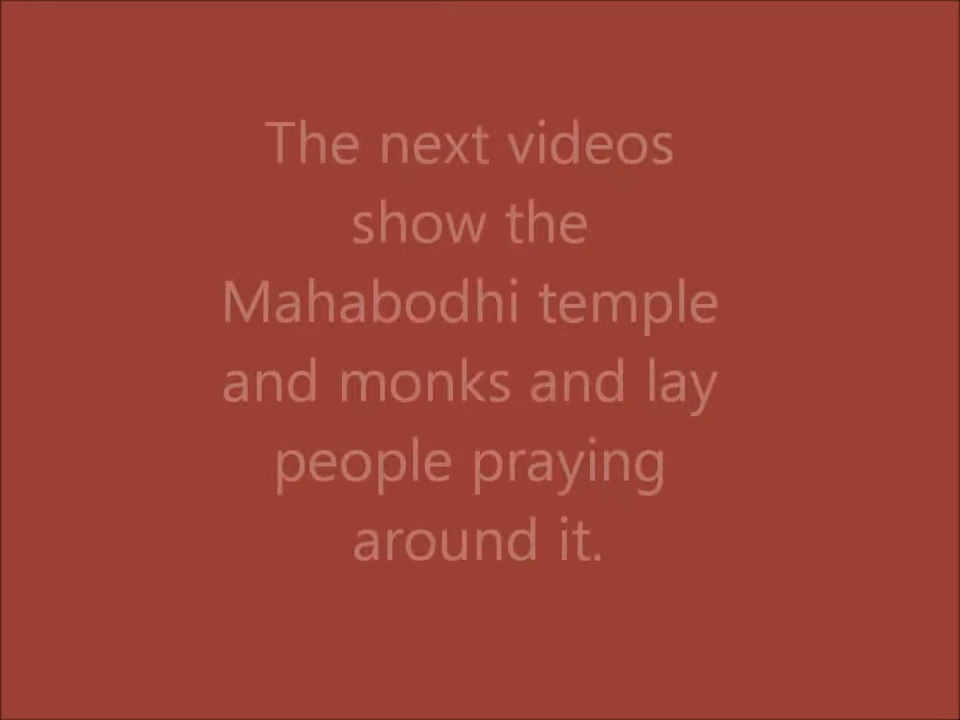 The next videos
show the
Mahabodhi temple
and monks and lay
people praying
around it.